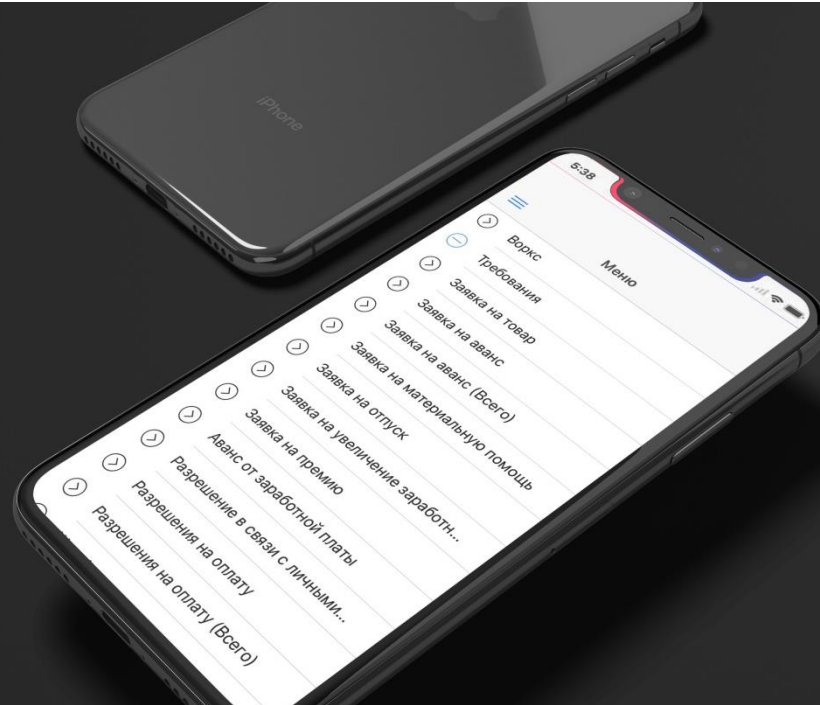 iPhone
5:38
Меню
Воркс
Требования
Заявка на товар
Заявка на аванс
Заявка на аванс (Всего)
Заявка на материальную помощь
Заявка на отпуск
Заявка на увеличение заработн...
Заявка на премию
Аванс от заработной платы
Разрешение в связи с личными...
Разрешения на оплату
Разрешения на оплату (Всего)